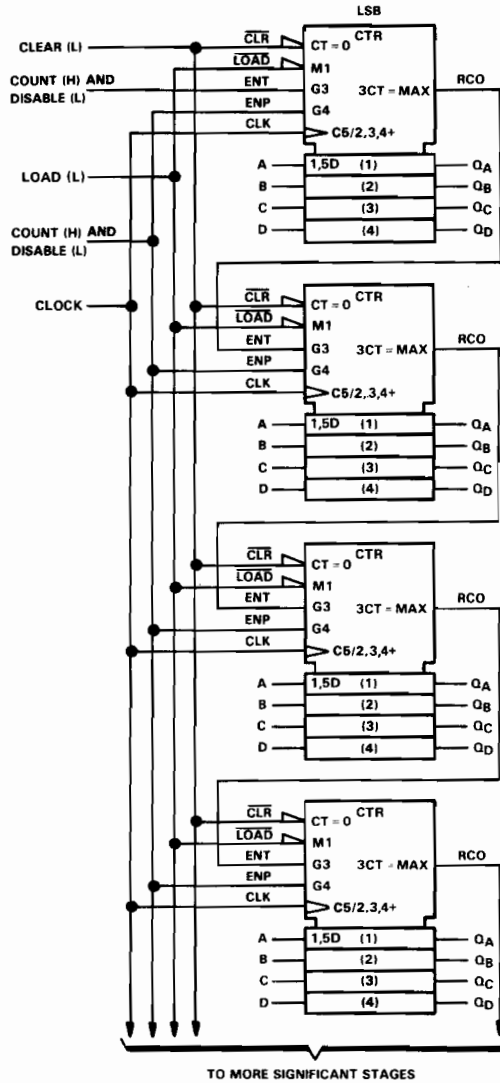 LSB
CLEAR (L)
CLR
CT = 0 CTR
LOAD
M1
COUNT (H) AND
DISABLE (L)
ENT
G3
3CT = MAX
RCO
ENP
G4
CLK
C5/2,3,4+
A 1,5D (1) QA
B (2) QB
C (3) QC
D (4) QD
LOAD (L)
COUNT (H) AND
DISABLE (L)
CLOCK
CLR
CT = 0 CTR
LOAD
M1
ENT
G3
3CT = MAX
RCO
ENP
G4
CLK
C5/2,3,4+
A 1,5D (1) QA
B (2) QB
C (3) QC
D (4) QD
CLR
CT = 0 CTR
LOAD
M1
ENT
G3
3CT = MAX
RCO
ENP
G4
CLK
C5/2,3,4+
A 1,5D (1) QA
B (2) QB
C (3) QC
D (4) QD
CLR
CT = 0 CTR
LOAD
M1
ENT
G3
3CT = MAX
RCO
ENP
G4
CLK
C5/2,3,4+
A 1,5D (1) QA
B (2) QB
C (3) QC
D (4) QD
TO MORE SIGNIFICANT STAGES